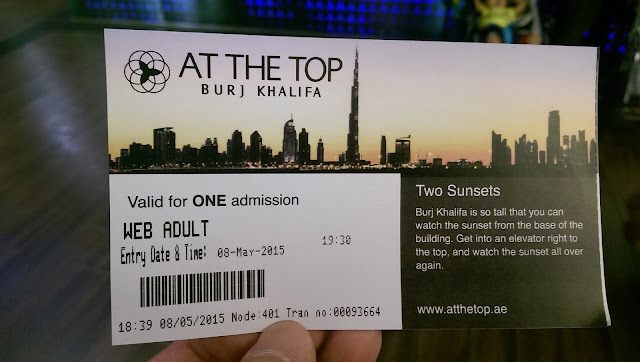 AT THE TOP
BURJ KHALIFA
Valid for ONE admission
WEB ADULT
Entry Date & Time: 08-May-2015 19:30
18:39 08/05/2015 Node:401 Tran no:00093664
Two Sunsets
Burj Khalifa is so tall that you can
watch the sunset from the base of the
building. Get into an elevator right to
the top, and watch the sunset all over
again.
www.atthetop.ae